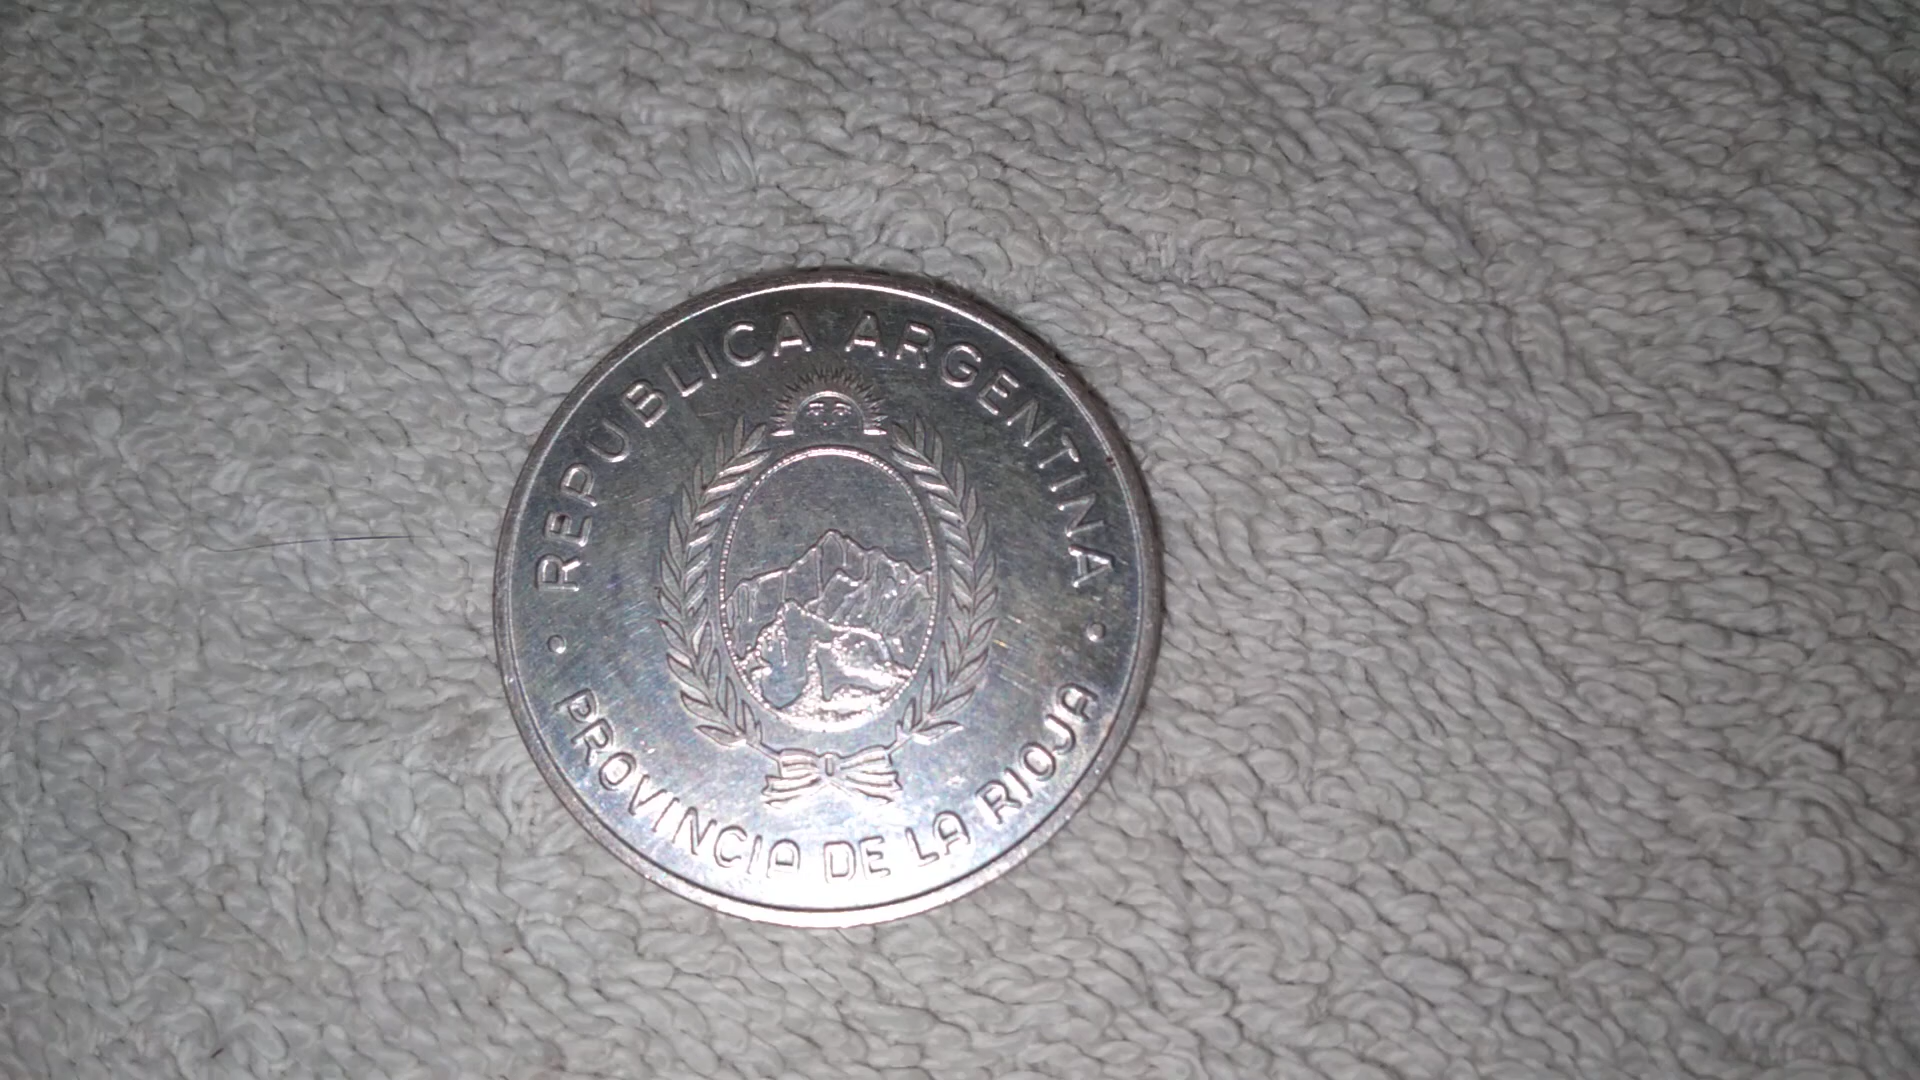 • REPUBLICA ARGENTINA •
PROVINCIA DE LA RIOJA